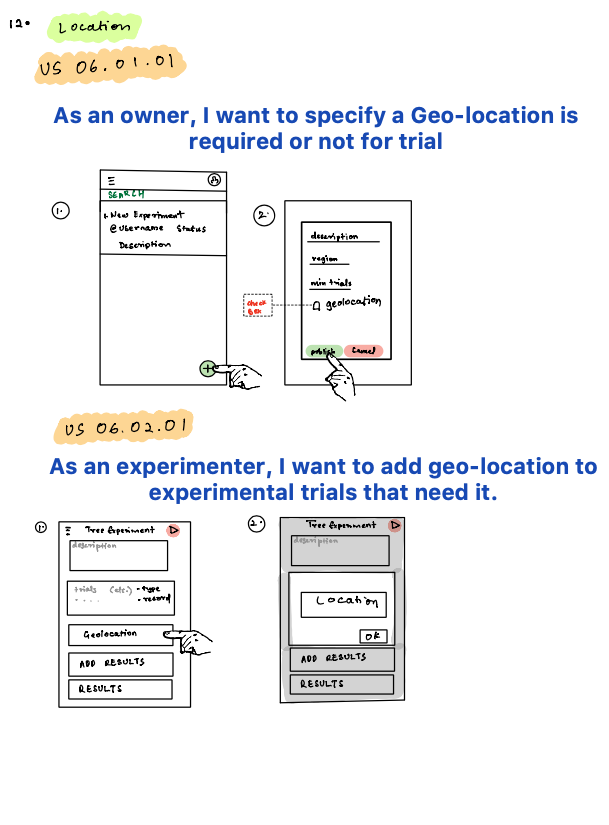 12. Location
US 06.01.01
As an owner, I want to specify a Geo-location is
required or not for trial
1.
SEARCH
1. New Experiment
@username Status
Description
+
2.
description
region
min trials
geolocation
check
Box
publish Cancel
US 06.02.01
As an experimenter, I want to add geo-location to
experimental trials that need it.
1.
Tree Experiment
description
trials (etc.) - type
- record
Geolocation
ADD RESULTS
RESULTS
2.
Tree Experiment
description
Location
OK
ADD RESULTS
RESULTS